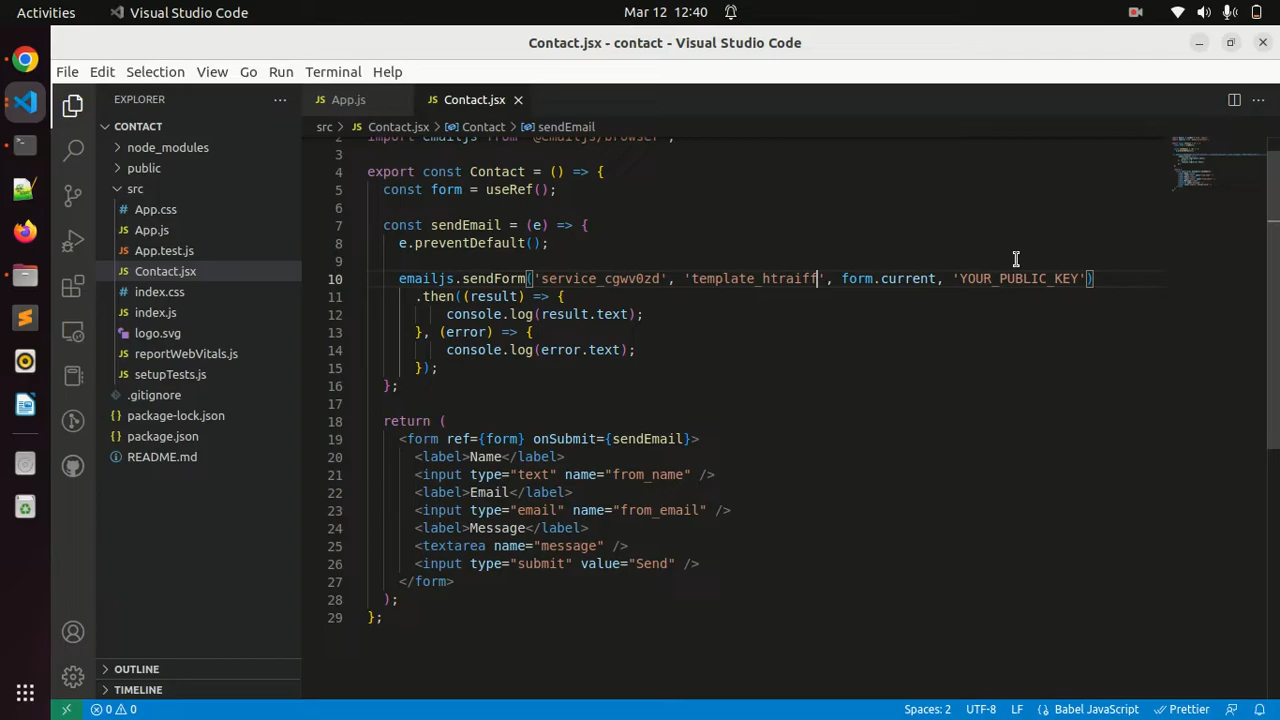 Activities
Visual Studio Code
Mar 12 12:40
Contact.jsx - contact - Visual Studio Code
File Edit Selection View Go Run Terminal Help
EXPLORER
App.js
Contact.jsx
src > Contact.jsx > Contact > sendEmail
CONTACT
node_modules
public
src
App.css
App.js
App.test.js
Contact.jsx
index.css
index.js
logo.svg
reportWebVitals.js
setupTests.js
.gitignore
package-lock.json
package.json
README.md
OUTLINE
TIMELINE
2 import emailjs from '@emailjs/browser';
3
4 export const Contact = () => {
5 const form = useRef();
6
7 const sendEmail = (e) => {
8 e.preventDefault();
9
10 emailjs.sendForm('service_cgwv0zd', 'template_htraiff', form.current, 'YOUR_PUBLIC_KEY')
11 .then((result) => {
12 console.log(result.text);
13 }, (error) => {
14 console.log(error.text);
15 });
16 };
17
18 return (
19 <form ref={form} onSubmit={sendEmail}>
20 <label>Name</label>
21 <input type="text" name="from_name" />
22 <label>Email</label>
23 <input type="email" name="from_email" />
24 <label>Message</label>
25 <textarea name="message" />
26 <input type="submit" value="Send" />
27 </form>
28 );
29 };
0 0
Spaces: 2 UTF-8 LF Babel JavaScript Prettier